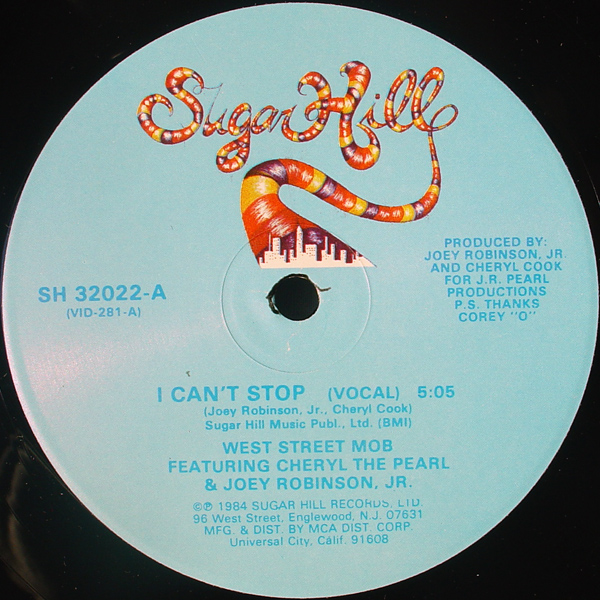 Sugar Hill
PRODUCED BY:
JOEY ROBINSON, JR.
AND CHERYL COOK
FOR J.R. PEARL
PRODUCTIONS
P.S. THANKS
COREY "O"
SH 32022-A
(VID-281-A)
I CAN'T STOP (VOCAL) 5:05
(Joey Robinson, Jr., Cheryl Cook)
Sugar Hill Music Publ., Ltd. (BMI)
WEST STREET MOB
FEATURING CHERYL THE PEARL
& JOEY ROBINSON, JR.
©℗ 1984 SUGAR HILL RECORDS, LTD.
96 West Street, Englewood, N.J. 07631
MFG. & DIST. BY MCA DIST. CORP.
Universal City, Calif. 91608